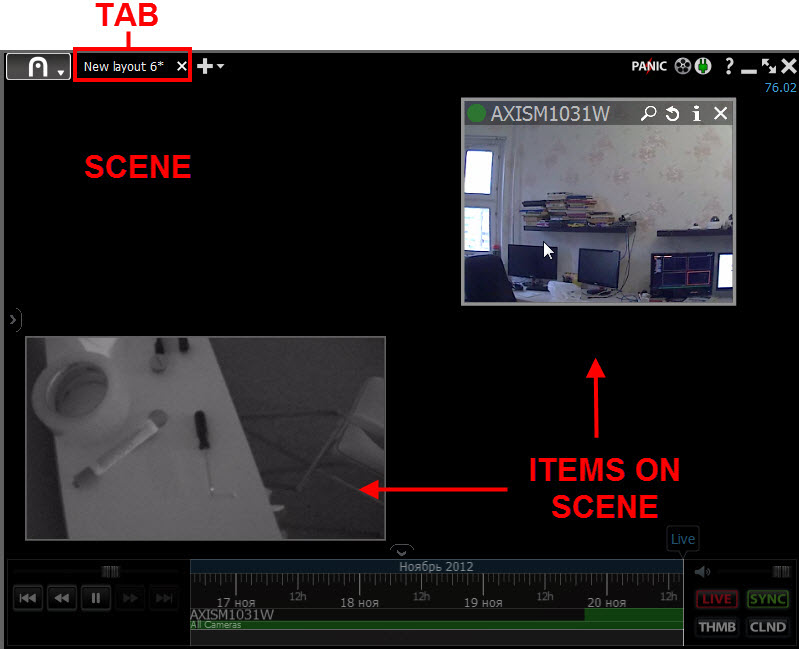 TAB
New layout 6*
PANIC
?
76.02
SCENE
AXISM1031W
ITEMS ON
SCENE
Live
Ноябрь 2012
17 ноя 12h 18 ноя 12h 19 ноя 12h 20 ноя 12h
AXISM1031W
All Cameras
LIVE SYNC
THMB CLND